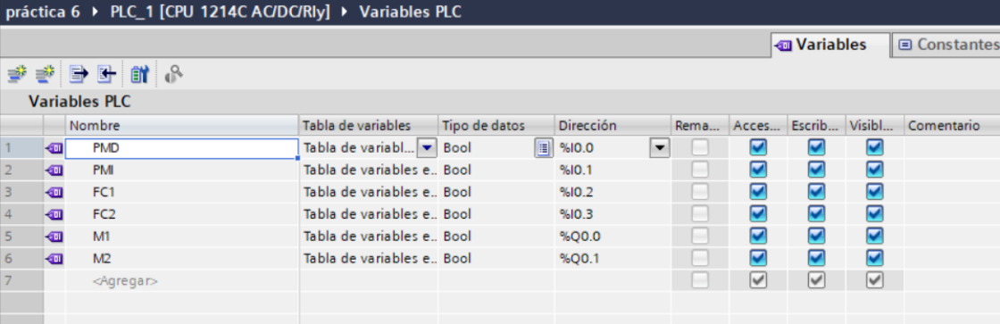 práctica 6 ▸ PLC_1 [CPU 1214C AC/DC/Rly] ▸ Variables PLC
Variables Constantes
Variables PLC
Nombre Tabla de variables Tipo de datos Dirección Rema... Acces... Escrib... Visibl... Comentario
1 PMD Tabla de variabl... Bool %I0.0
2 PMI Tabla de variables e.. Bool %I0.1
3 FC1 Tabla de variables e.. Bool %I0.2
4 FC2 Tabla de variables e.. Bool %I0.3
5 M1 Tabla de variables e.. Bool %Q0.0
6 M2 Tabla de variables e.. Bool %Q0.1
7 <Agregar>